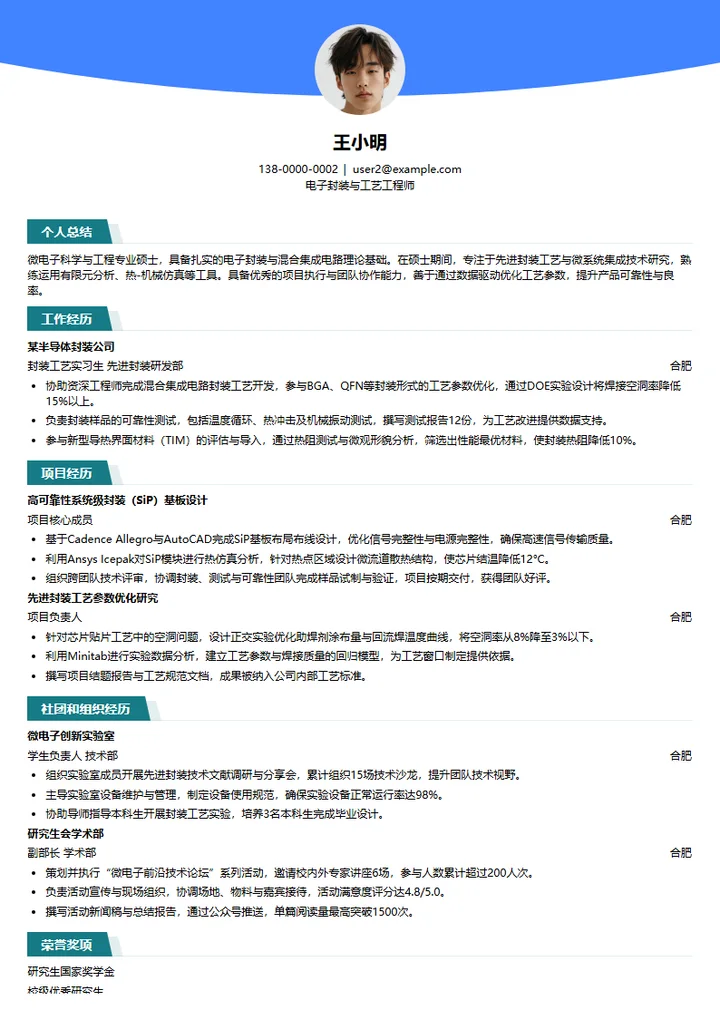 王小明
138-0000-0002 | user2@example.com
电子封装与工艺工程师
个人总结
微电子科学与工程专业硕士，具备扎实的电子封装与混合集成电路理论基础。在硕士期间，专注于先进封装工艺与微系统集成技术研究，熟
练运用有限元分析、热-机械仿真等工具。具备优秀的项目执行与团队协作能力，善于通过数据驱动优化工艺参数，提升产品可靠性与良
率。
工作经历
某半导体封装公司
封装工艺实习生 先进封装研发部 合肥
• 协助资深工程师完成混合集成电路封装工艺开发，参与BGA、QFN等封装形式的工艺参数优化，通过DOE实验设计将焊接空洞率降低
15%以上。
• 负责封装样品的可靠性测试，包括温度循环、热冲击及机械振动测试，撰写测试报告12份，为工艺改进提供数据支持。
• 参与新型导热界面材料（TIM）的评估与导入，通过热阻测试与微观形貌分析，筛选出性能最优材料，使封装热阻降低10%。
项目经历
高可靠性系统级封装（SiP）基板设计
项目核心成员 合肥
• 基于Cadence Allegro与AutoCAD完成SiP基板布局布线设计，优化信号完整性与电源完整性，确保高速信号传输质量。
• 利用Ansys Icepak对SiP模块进行热仿真分析，针对热点区域设计微流道散热结构，使芯片结温降低12°C。
• 组织跨团队技术评审，协调封装、测试与可靠性团队完成样品试制与验证，项目按期交付，获得团队好评。
先进封装工艺参数优化研究
项目负责人 合肥
• 针对芯片贴片工艺中的空洞问题，设计正交实验优化助焊剂涂布量与回流焊温度曲线，将空洞率从8%降至3%以下。
• 利用Minitab进行实验数据分析，建立工艺参数与焊接质量的回归模型，为工艺窗口制定提供依据。
• 撰写项目结题报告与工艺规范文档，成果被纳入公司内部工艺标准。
社团和组织经历
微电子创新实验室
学生负责人 技术部 合肥
• 组织实验室成员开展先进封装技术文献调研与分享会，累计组织15场技术沙龙，提升团队技术视野。
• 主导实验室设备维护与管理，制定设备使用规范，确保实验设备正常运行率达98%。
• 协助导师指导本科生开展封装工艺实验，培养3名本科生完成毕业设计。
研究生会学术部
副部长 学术部 合肥
• 策划并执行“微电子前沿技术论坛”系列活动，邀请校内外专家讲座6场，参与人数累计超过200人次。
• 负责活动宣传与现场组织，协调场地、物料与嘉宾接待，活动满意度评分达4.8/5.0。
• 撰写活动新闻稿与总结报告，通过公众号推送，单篇阅读量最高突破1500次。
荣誉奖项
研究生国家奖学金
校级优秀研究生